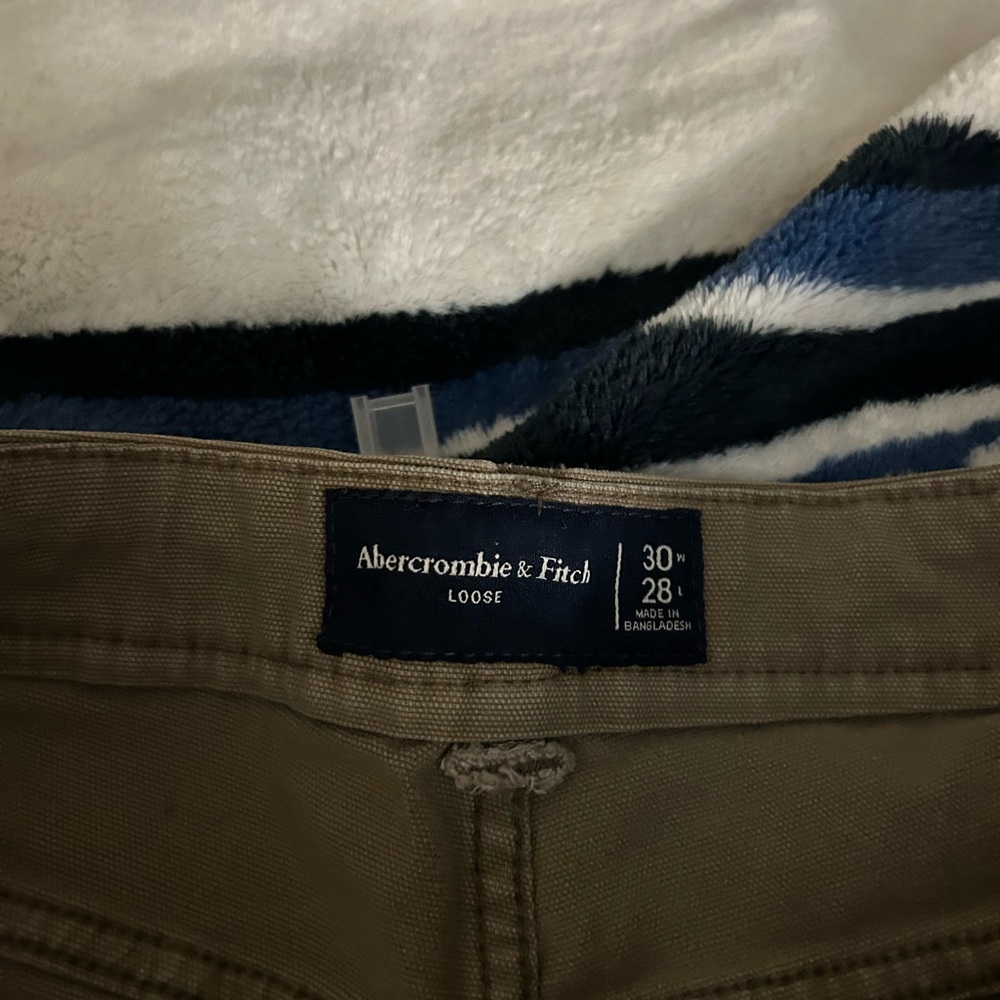 Abercrombie & Fitch
LOOSE
30 W
28 L
MADE IN
BANGLADESH